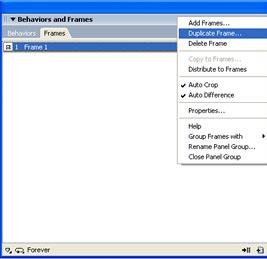 Behaviors and Frames
Behaviors Frames
1 Frame 1
Add Frames...
Duplicate Frame...
Delete Frame
Copy to Frames...
Distribute to Frames
Auto Crop
Auto Difference
Properties...
Help
Group Frames with
Rename Panel Group...
Close Panel Group
Forever